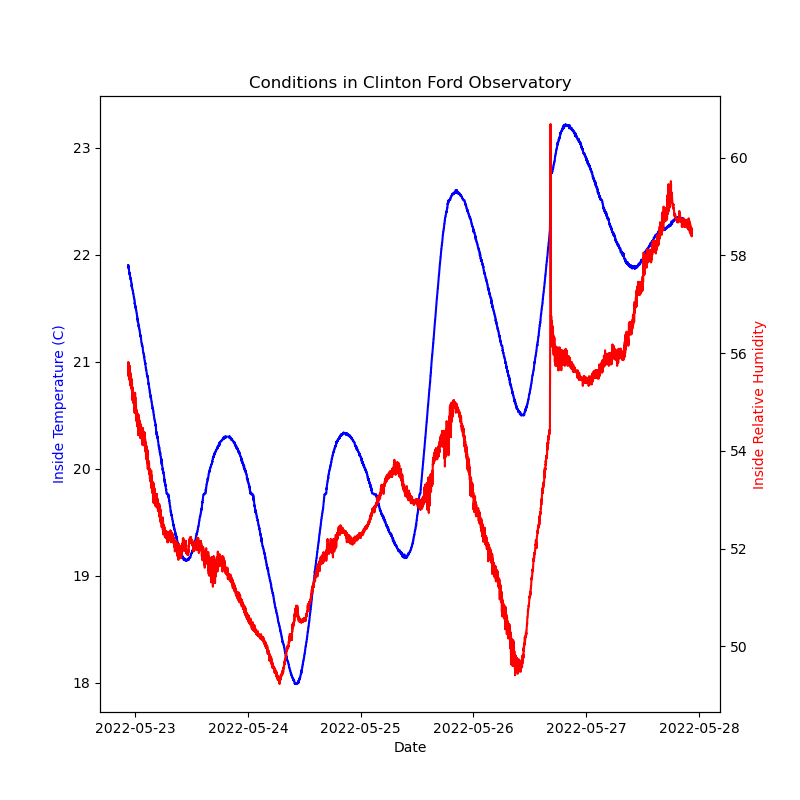 Conditions in Clinton Ford Observatory
23
22
21
20
19
18
Inside Temperature (C)
60
58
56
54
52
50
Inside Relative Humidity
2022-05-23 2022-05-24 2022-05-25 2022-05-26 2022-05-27 2022-05-28
Date